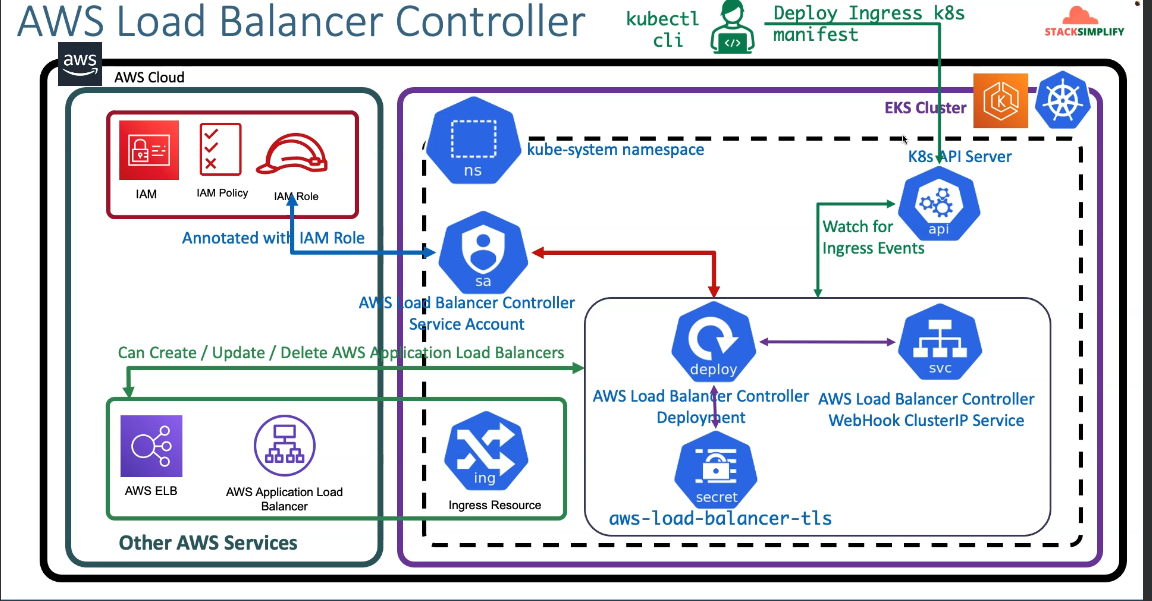 AWS Load Balancer Controller
kubectl
cli
Deploy Ingress k8s
manifest
STACKSIMPLIFY
aws
AWS Cloud
EKS Cluster
IAM
IAM Policy
IAM Role
ns
kube-system namespace
K8s API Server
api
Annotated with IAM Role
Watch for
Ingress Events
sa
AWS Load Balancer Controller
Service Account
Can Create / Update / Delete AWS Application Load Balancers
deploy
svc
AWS Load Balancer Controller
Deployment
AWS Load Balancer Controller
WebHook ClusterIP Service
AWS ELB
AWS Application Load
Balancer
ing
Ingress Resource
secret
aws-load-balancer-tls
Other AWS Services